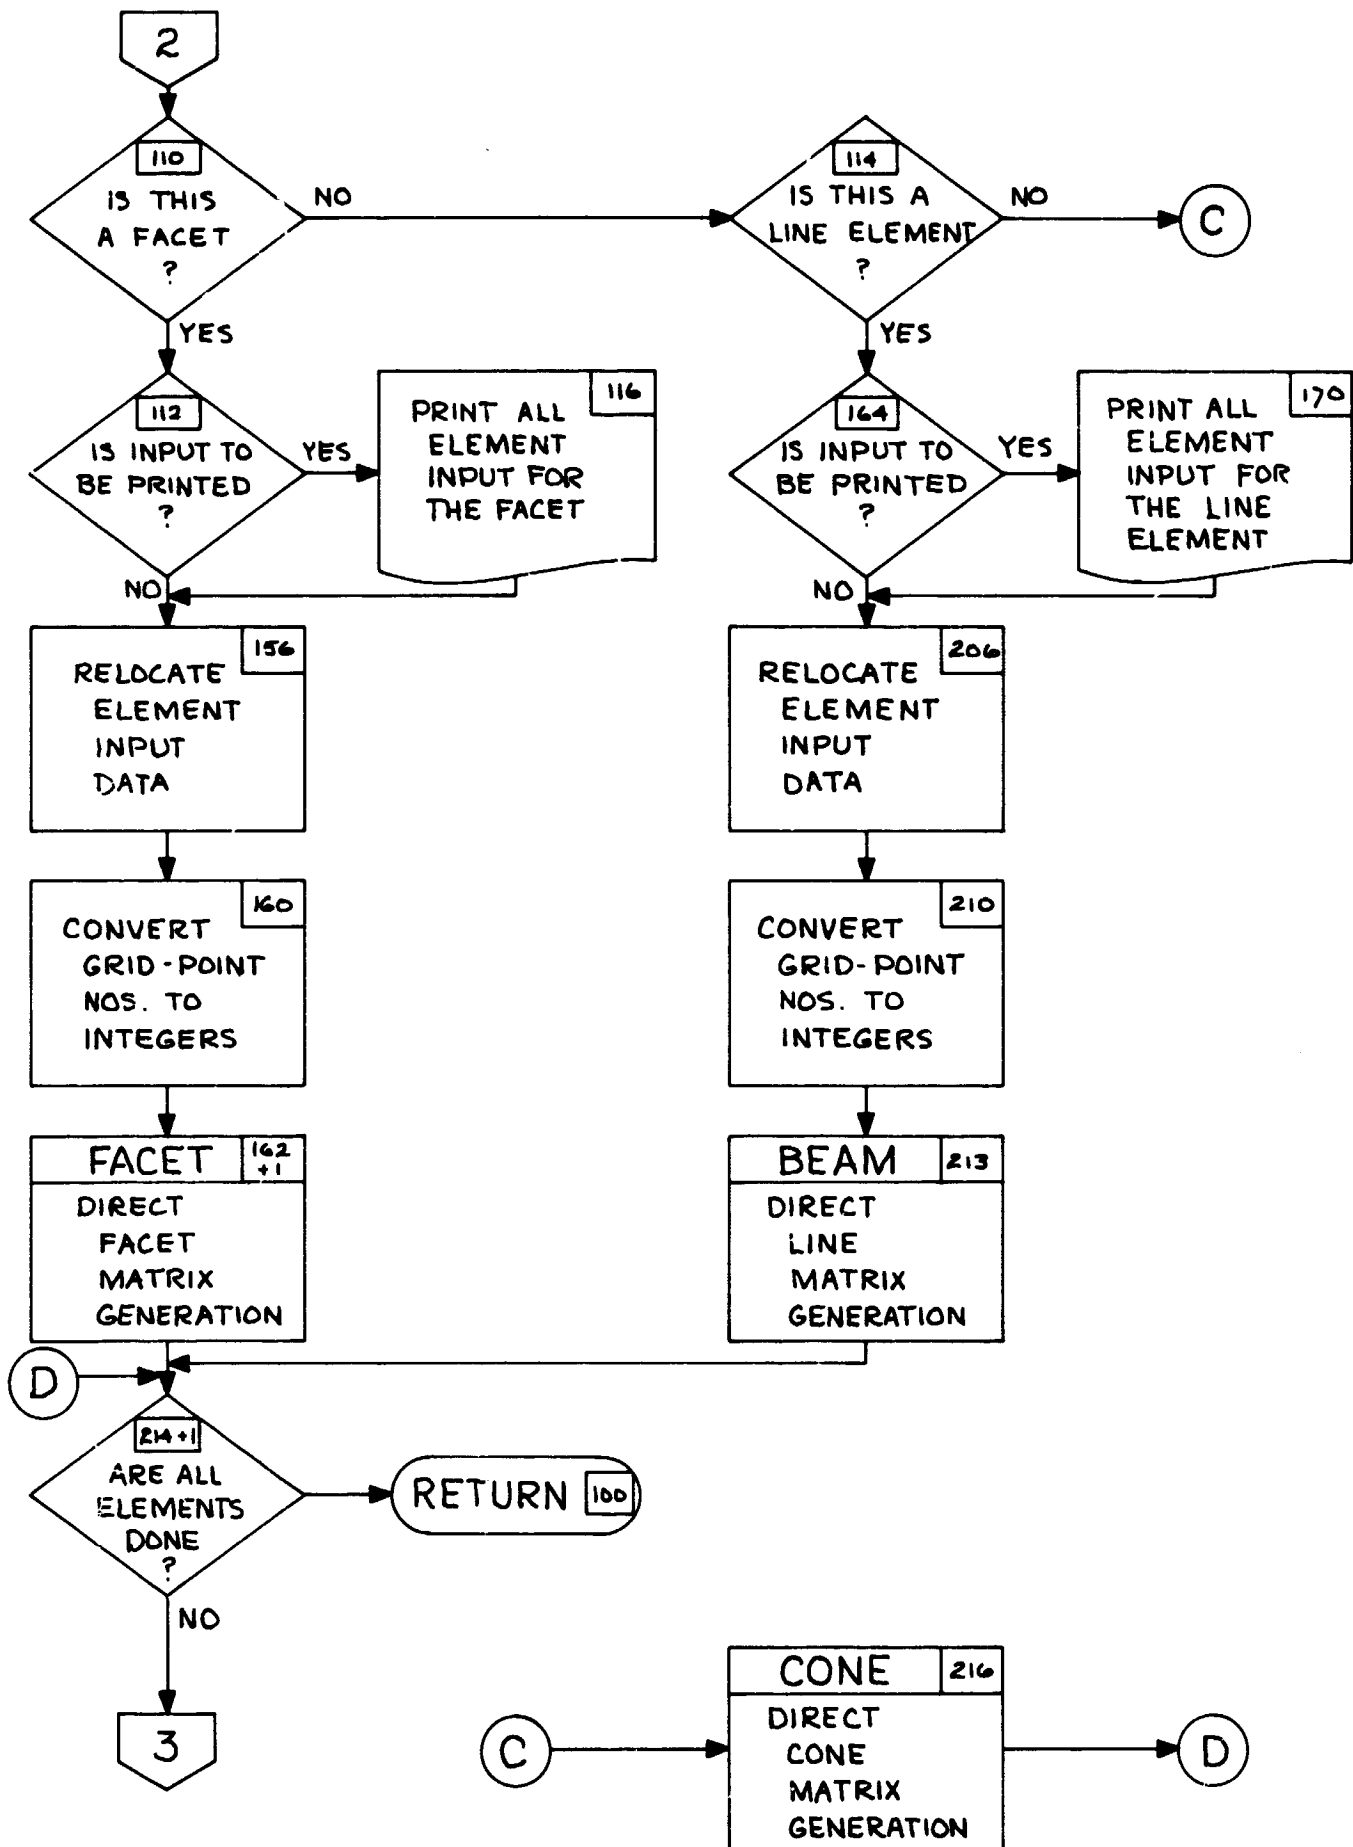 2
110
IS THIS
A FACET
?
NO
114
IS THIS A
LINE ELEMENT
?
NO
C
YES
YES
112
IS INPUT TO
BE PRINTED
?
YES
116
PRINT ALL
ELEMENT
INPUT FOR
THE FACET
164
IS INPUT TO
BE PRINTED
?
YES
170
PRINT ALL
ELEMENT
INPUT FOR
THE LINE
ELEMENT
NO
NO
156
RELOCATE
ELEMENT
INPUT
DATA
206
RELOCATE
ELEMENT
INPUT
DATA
160
CONVERT
GRID-POINT
NOS. TO
INTEGERS
210
CONVERT
GRID-POINT
NOS. TO
INTEGERS
FACET
162
+1
DIRECT
FACET
MATRIX
GENERATION
BEAM
213
DIRECT
LINE
MATRIX
GENERATION
D
214+1
ARE ALL
ELEMENTS
DONE
?
RETURN 100
NO
3
C
CONE
216
DIRECT
CONE
MATRIX
GENERATION
D